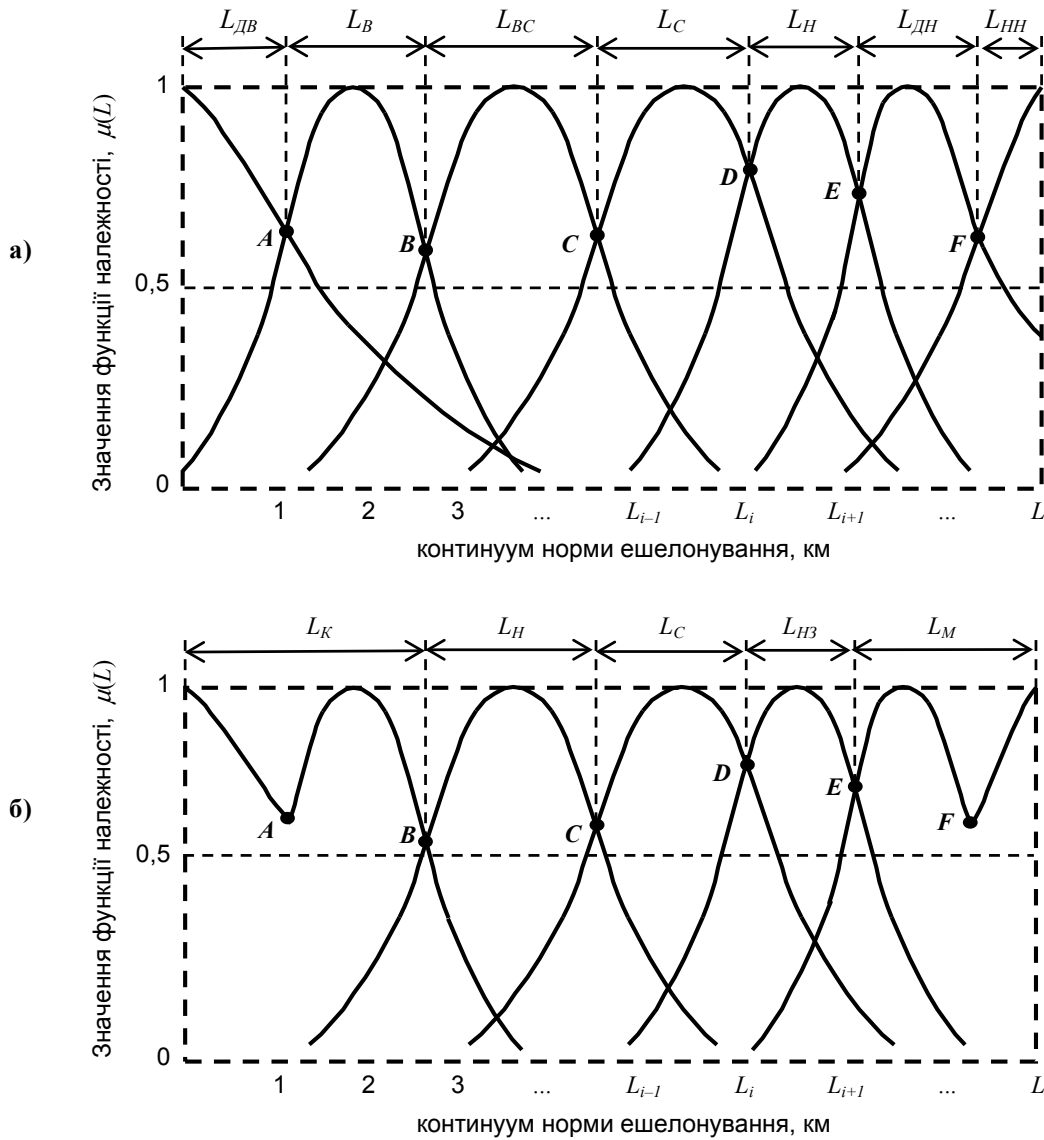 L_ДВ L_В L_ВС L_С L_Н L_ДН L_НН
1
Значення функції належності, μ(L)
A B C D E F
а)
0,5
0
1 2 3 ... L_i–1 L_i L_i+1 ... L
континуум норми ешелонування, км
L_К L_Н L_С L_НЗ L_М
1
Значення функції належності, μ(L)
A B C D E F
б)
0,5
0
1 2 3 ... L_i–1 L_i L_i+1 ... L
континуум норми ешелонування, км